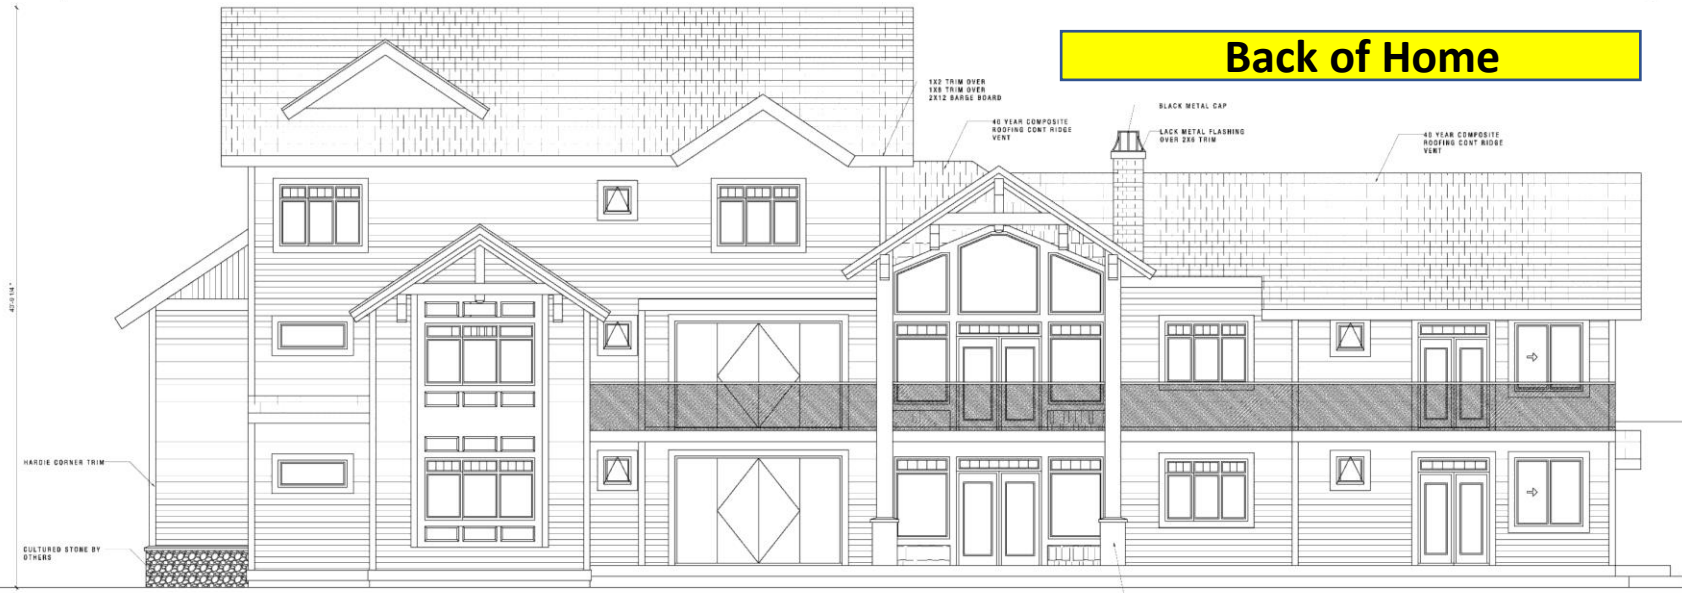 Back of Home
1X2 TRIM OVER
1X8 TRIM OVER
2X12 BARGE BOARD
40 YEAR COMPOSITE
ROOFING CONT RIDGE
VENT
BLACK METAL CAP
LACK METAL FLASHING
OVER 2X6 TRIM
40 YEAR COMPOSITE
ROOFING CONT RIDGE
VENT
HARDIE CORNER TRIM
CULTURED STONE BY
OTHERS